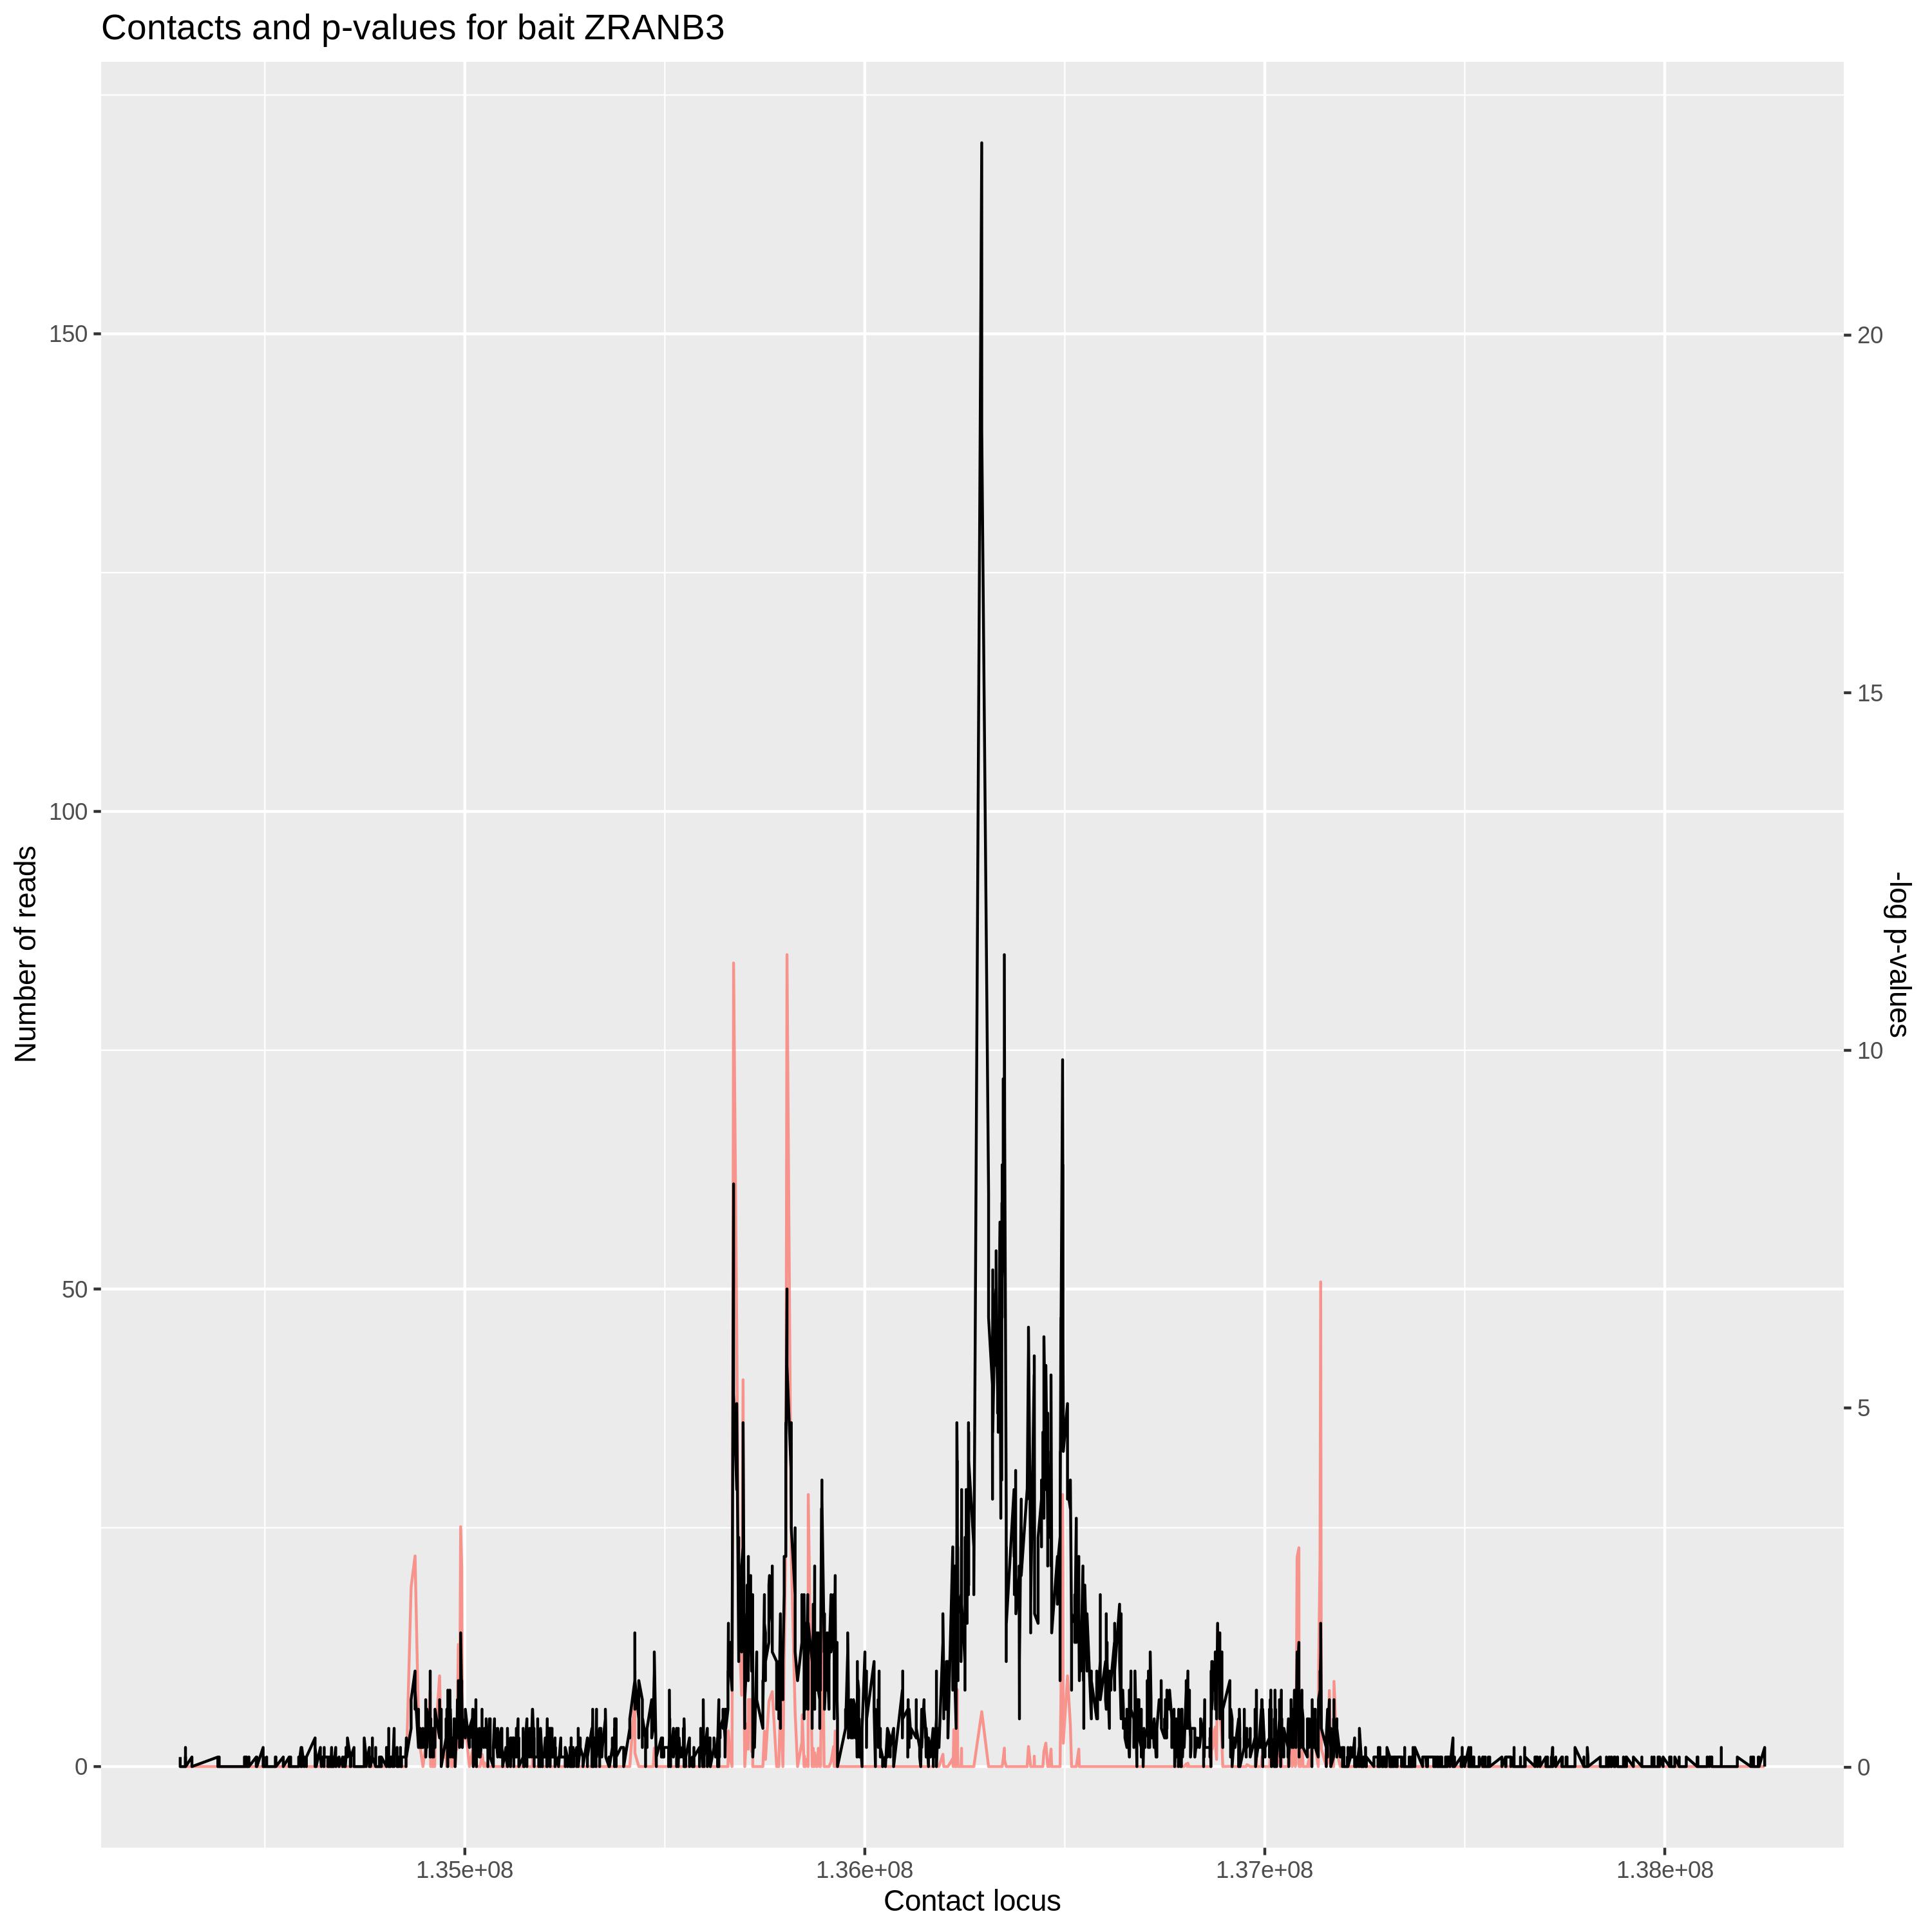 Contacts and p-values for bait ZRANB3
150
100
50
0
Number of reads
20
15
10
5
0
-log p-values
1.35e+08
1.36e+08
1.37e+08
1.38e+08
Contact locus